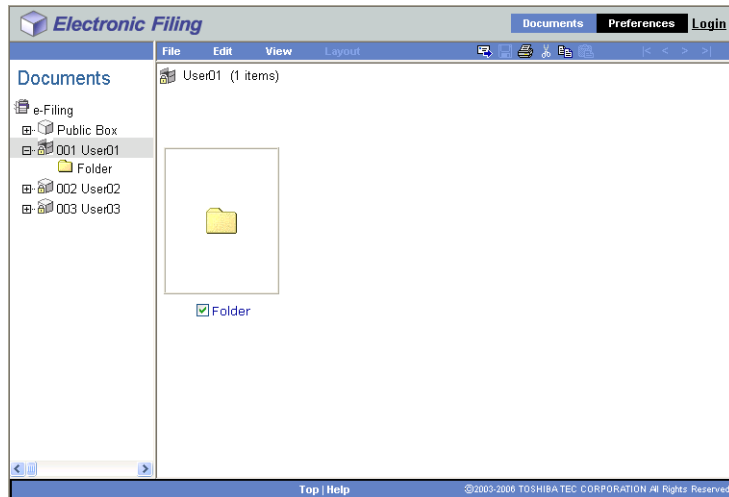 Electronic Filing
Documents Preferences Login
File Edit View Layout |< < > >|
Documents
User01 (1 items)
e-Filing
Public Box
001 User01
Folder
002 User02
003 User03
Folder
Top | Help
©2003-2006 TOSHIBA TEC CORPORATION All Rights Reserved